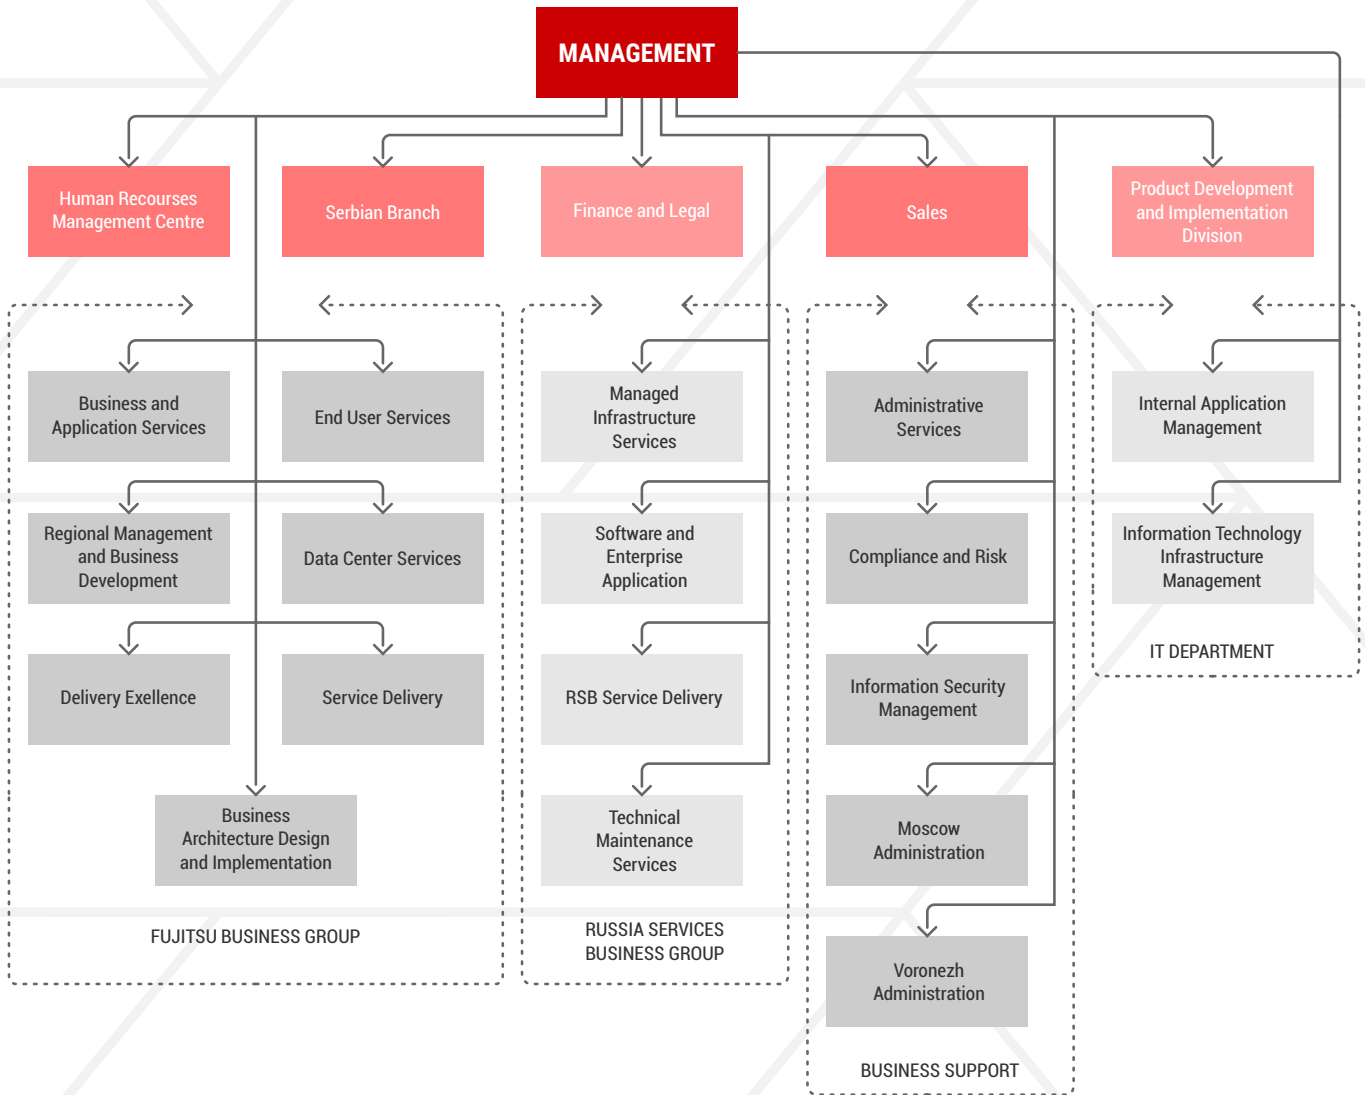 MANAGEMENT
Human Recourses
Management Centre
Serbian Branch
Finance and Legal
Sales
Product Development
and Implementation
Division
Business and
Application Services
End User Services
Regional Management
and Business
Development
Data Center Services
Delivery Exellence
Service Delivery
Business
Architecture Design
and Implementation
FUJITSU BUSINESS GROUP
Managed
Infrastructure
Services
Software and
Enterprise
Application
RSB Service Delivery
Technical
Maintenance
Services
RUSSIA SERVICES
BUSINESS GROUP
Administrative
Services
Compliance and Risk
Information Security
Management
Moscow
Administration
Voronezh
Administration
BUSINESS SUPPORT
Internal Application
Management
Information Technology
Infrastructure
Management
IT DEPARTMENT